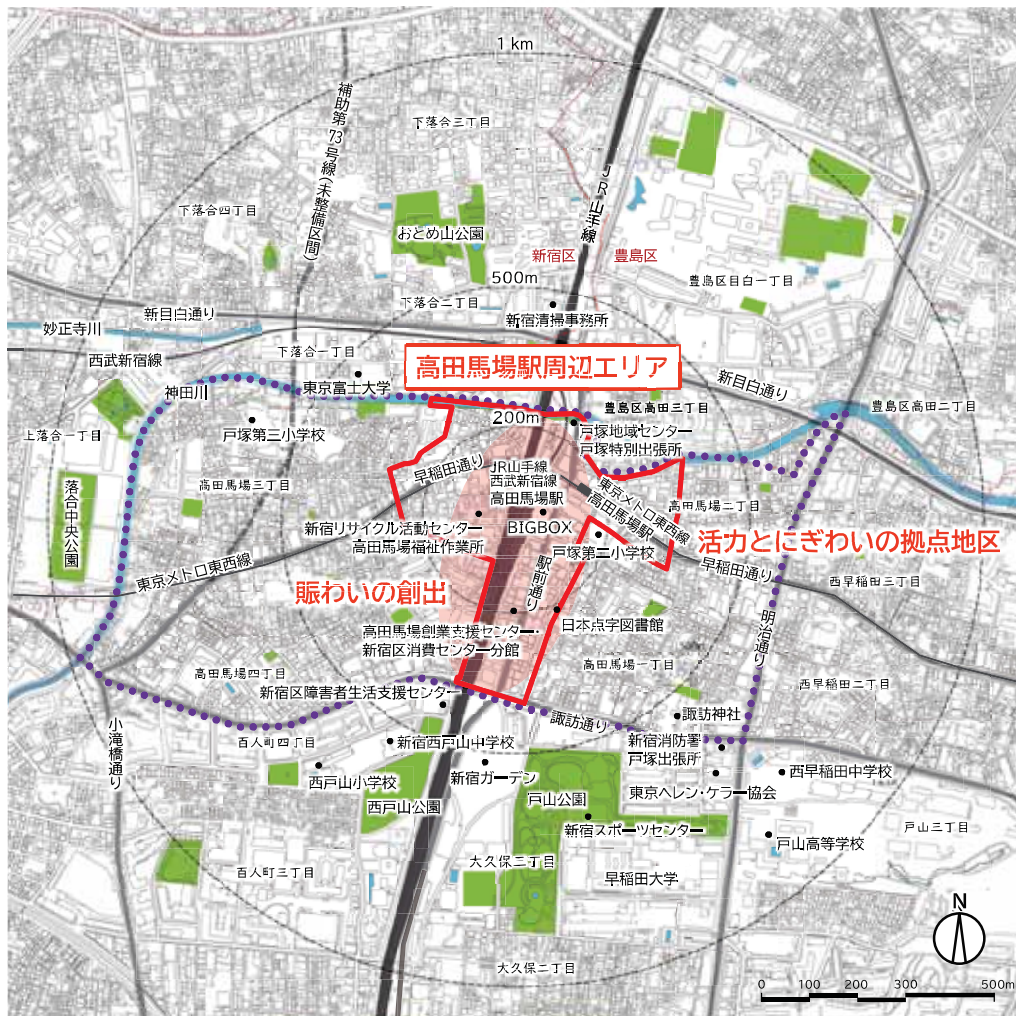 1 km
補助第73号線(未整備区間)
下落合三丁目
JR山手線
下落合四丁目
おとめ山公園
新宿区
豊島区
500m
豊島区目白一丁目
下落合二丁目
新目白通り
新宿清掃事務所
妙正寺川
西武新宿線
下落合一丁目
高田馬場駅周辺エリア
新目白通り
神田川
東京富士大学
豊島区高田三丁目
豊島区高田二丁目
200m
上落合一丁目
戸塚第三小学校
戸塚地域センター
戸塚特別出張所
早稲田通り
JR山手線
西武新宿線
高田馬場駅
東京メトロ東西線
高田馬場駅
高田馬場三丁目
高田馬場二丁目
落合中央公園
新宿リサイクル活動センター
高田馬場福祉作業所
BIGBOX
戸塚第二小学校
活力とにぎわいの拠点地区
早稲田通り
東京メトロ東西線
西早稲田三丁目
賑わいの創出
駅前通り
明治通り
高田馬場創業支援センター・
新宿区消費センター分館
日本点字図書館
高田馬場一丁目
高田馬場四丁目
西早稲田二丁目
新宿区障害者生活支援センター
諏訪通り
諏訪神社
小滝橋通り
百人町四丁目
新宿西戸山中学校
新宿消防署
戸塚出張所
西戸山小学校
新宿ガーデン
西早稲田中学校
東京ヘレン・ケラー協会
西戸山公園
戸山公園
新宿スポーツセンター
戸山三丁目
戸山高等学校
大久保三丁目
百人町三丁目
早稲田大学
N
大久保二丁目
0 100 200 300 500m